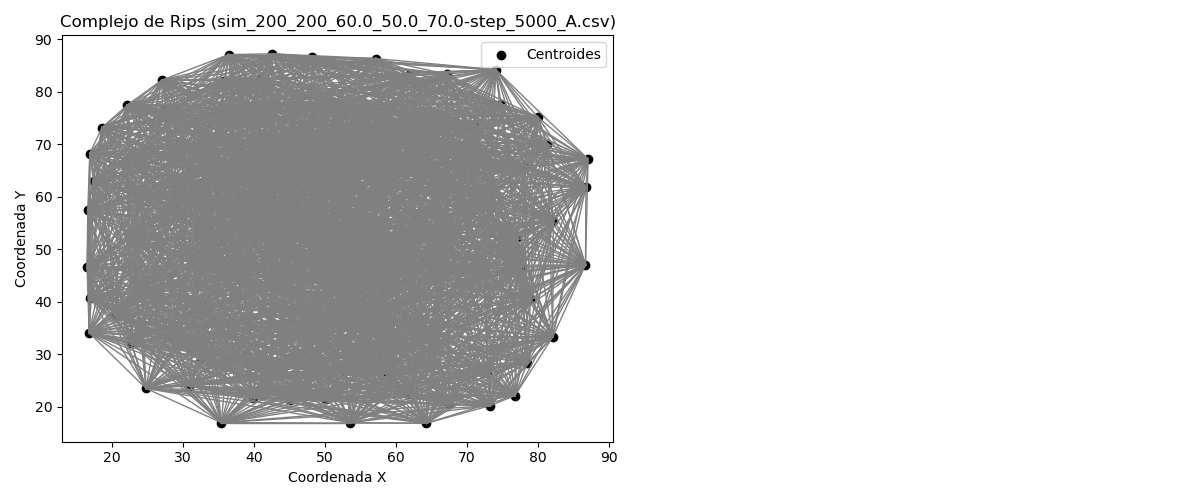 Complejo de Rips (sim_200_200_60.0_50.0_70.0-step_5000_A.csv)
Centroides
90
80
70
60
50
40
30
20
Coordenada Y
20 30 40 50 60 70 80 90
Coordenada X